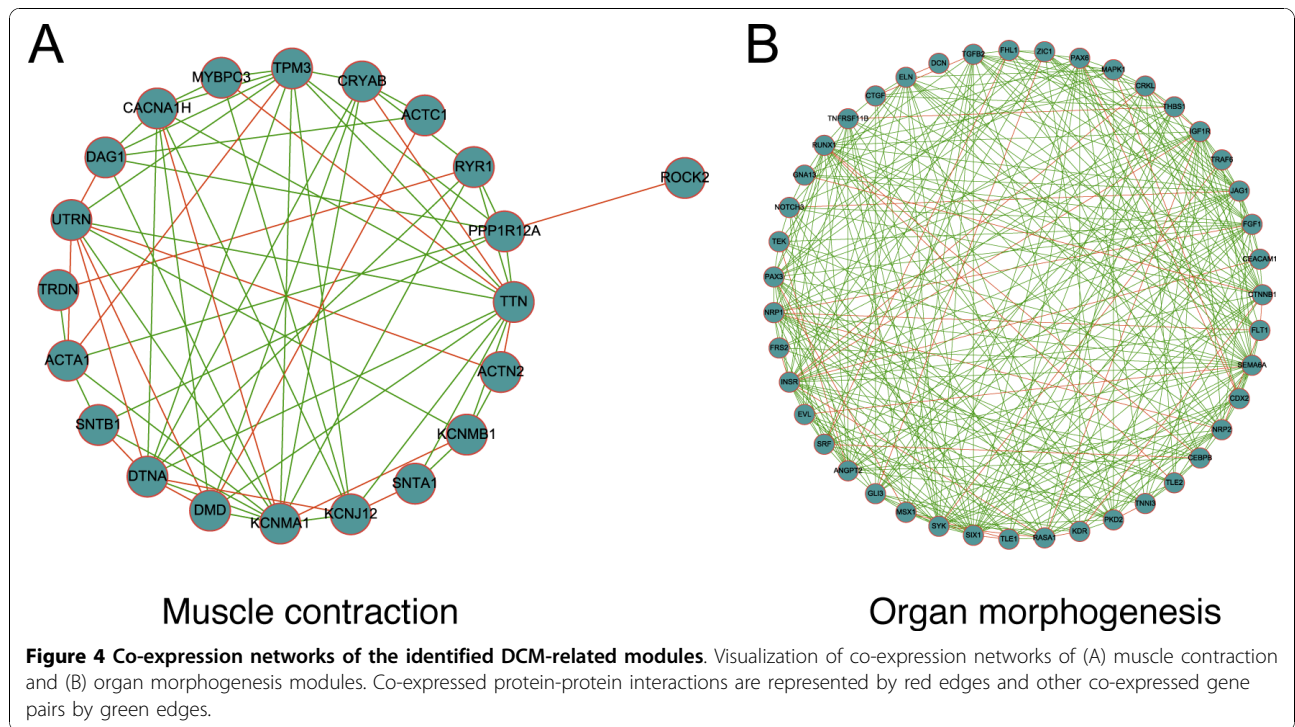 A
MYBPC3
TPM3
CRYAB
CACNA1H
ACTC1
DAG1
RYR1
ROCK2
UTRN
PPP1R12A
TRDN
TTN
ACTA1
ACTN2
SNTB1
KCNMB1
DTNA
SNTA1
DMD
KCNMA1
KCNJ12
Muscle contraction
B
TGFB2
FHL1
ZIC1
PAX6
MAPK1
CRKL
THBS1
IGF1R
TRAF6
JAG1
FGF1
CEACAM1
CTNNB1
FLT1
SEMA6A
CDX2
NRP2
CEBPB
TLE2
TNNI3
PKD2
KDR
RASA1
TLE1
SIX1
SYK
MSX1
GLI3
ANGPT2
SRF
EVL
INSR
FRS2
NRP1
PAX3
TEK
NOTCH3
GNA13
RUNX1
TNFRSF11B
CTGF
ELN
DCN
Organ morphogenesis
Figure 4 Co-expression networks of the identified DCM-related modules. Visualization of co-expression networks of (A) muscle contraction
and (B) organ morphogenesis modules. Co-expressed protein-protein interactions are represented by red edges and other co-expressed gene
pairs by green edges.